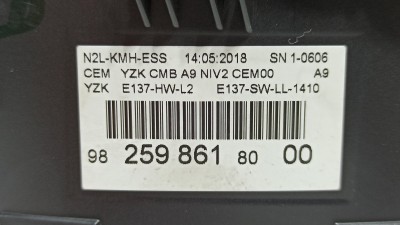 N2L-KMH-ESS 14:05:2018 SN 1-0606
CEM YZK CMB A9 NIV2 CEM00 A9
YZK E137-HW-L2 E137-SW-LL-1410
98 259 861 80 00